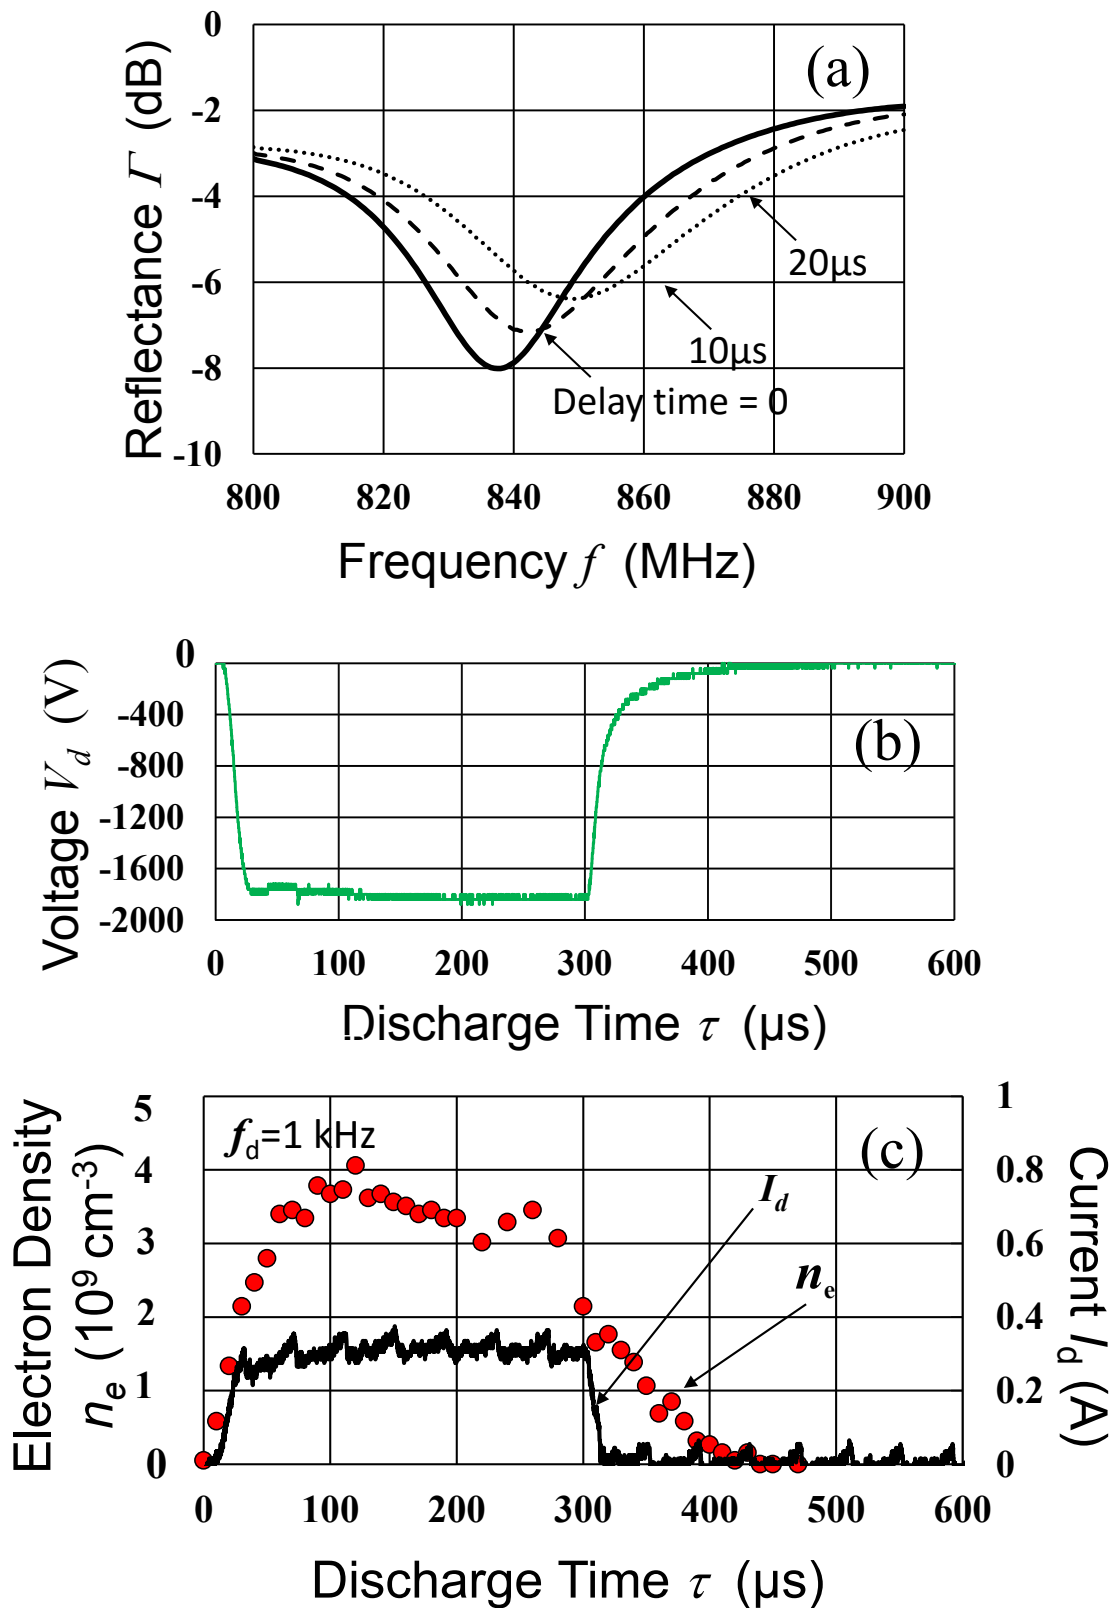 0
-2
-4
-6
-8
-10
Reflectance Γ (dB)
(a)
20μs
10μs
Delay time = 0
800 820 840 860 880 900
Frequency f (MHz)
0
-400
-800
-1200
-1600
-2000
Voltage V_d (V)
(b)
0 100 200 300 400 500 600
Discharge Time τ (μs)
5
4
3
2
1
0
Electron Density
n_e (10^9 cm^-3)
f_d=1 kHz
(c)
I_d
n_e
1
0.8
0.6
0.4
0.2
0
Current I_d (A)
0 100 200 300 400 500 600
Discharge Time τ (μs)